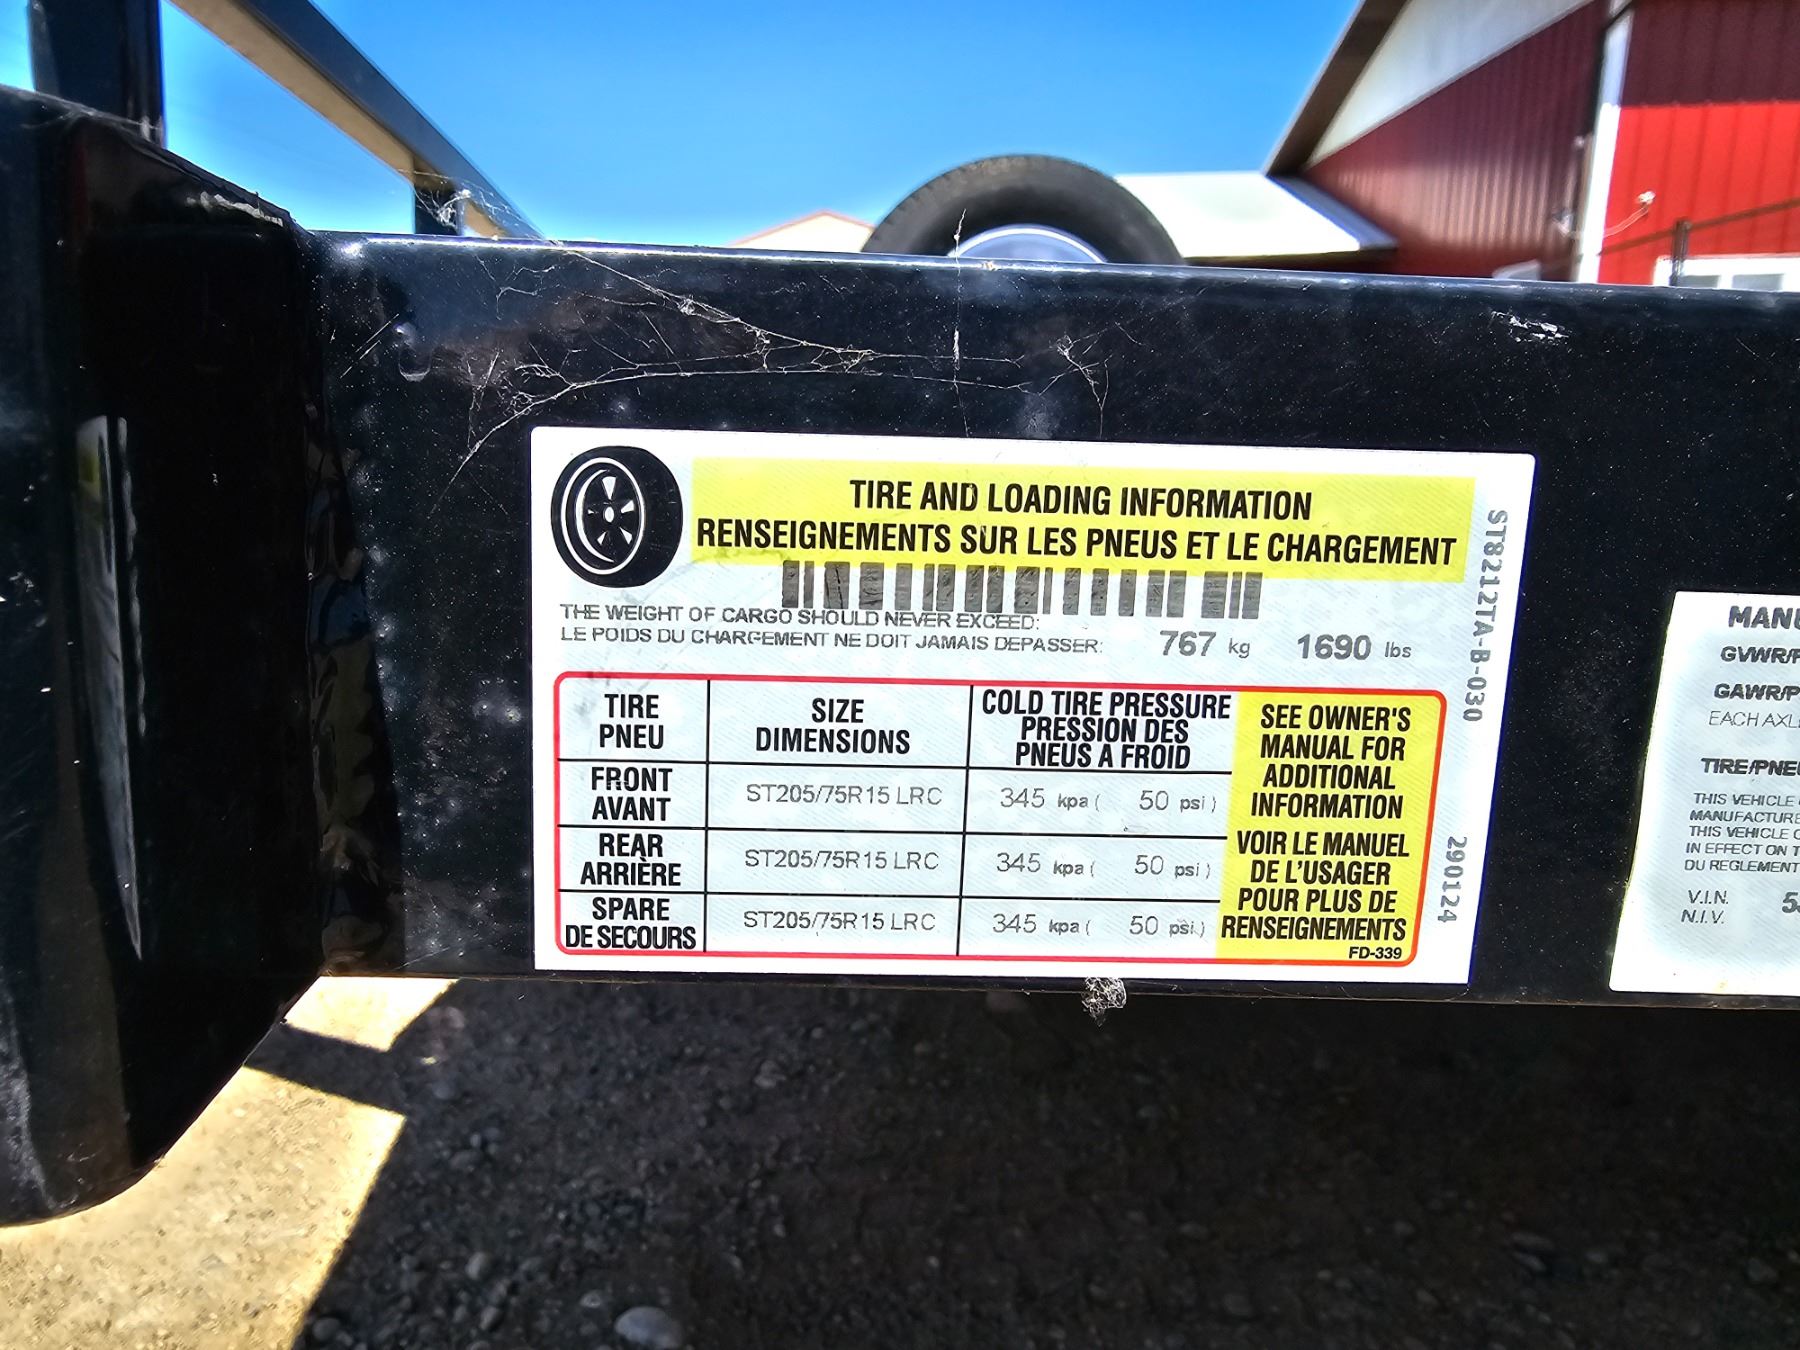 TIRE AND LOADING INFORMATION
RENSEIGNEMENTS SUR LES PNEUS ET LE CHARGEMENT
THE WEIGHT OF CARGO SHOULD NEVER EXCEED:
LE POIDS DU CHARGEMENT NE DOIT JAMAIS DEPASSER: 767 kg 1690 lbs
TIRE
PNEU
SIZE
DIMENSIONS
COLD TIRE PRESSURE
PRESSION DES
PNEUS A FROID
FRONT
AVANT
ST205/75R15 LRC
345 kpa ( 50 psi )
REAR
ARRIÈRE
ST205/75R15 LRC
345 kpa ( 50 psi )
SPARE
DE SECOURS
ST205/75R15 LRC
345 kpa ( 50 psi )
SEE OWNER'S
MANUAL FOR
ADDITIONAL
INFORMATION
VOIR LE MANUEL
DE L'USAGER
POUR PLUS DE
RENSEIGNEMENTS
FD-339
ST8212TA-B-030
290124
MANU
GVWR/P
GAWR/P
EACH AXL
TIRE/PNEU
THIS VEHICLE
MANUFACTURE
THIS VEHICLE
IN EFFECT ON
DU REGLEMENT
V.I.N.
N.I.V.